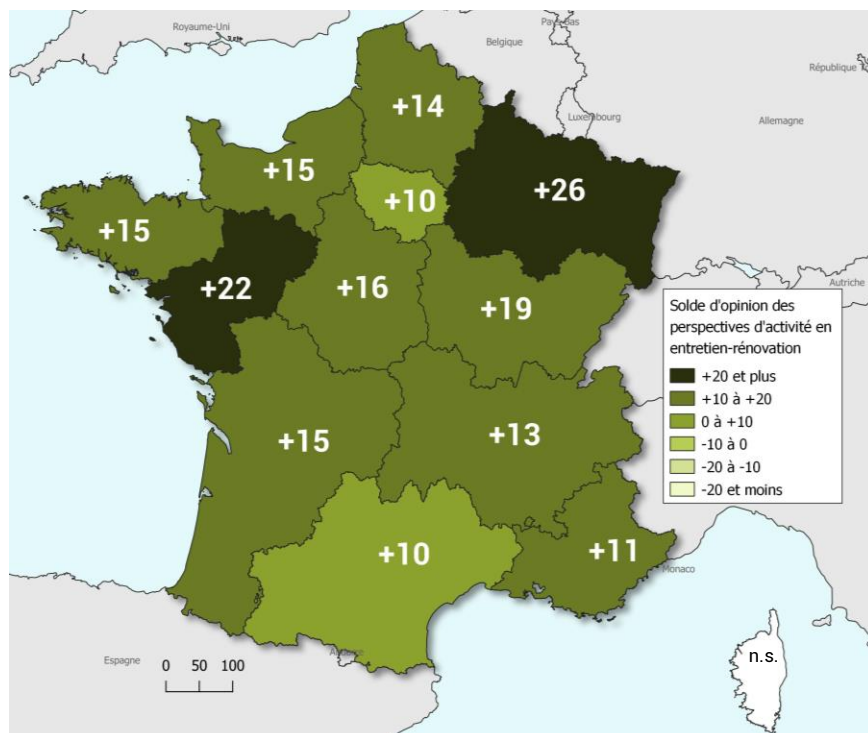 Royaume-Uni
Pays-Bas
Belgique
République T
Luxembourg
Allemagne
+14
+15
+26
+10
+15
+22
+16
+19
Autriche
Solde d'opinion des
perspectives d'activité en
entretien-rénovation
+20 et plus
+10 à +20
0 à +10
-10 à 0
-20 à -10
-20 et moins
+15
+13
+10
+11
Monaco
Espagne
0 50 100
n.s.